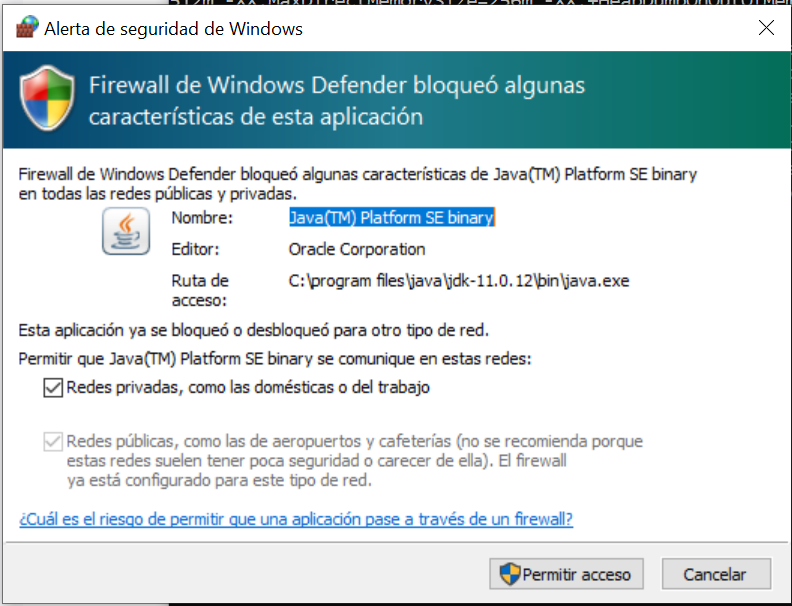 512m -XX:MaxDirectMemorySize=256m -XX:+HeapDumpOnOutOfMem
Alerta de seguridad de Windows
Firewall de Windows Defender bloqueó algunas
características de esta aplicación
Firewall de Windows Defender bloqueó algunas características de Java(TM) Platform SE binary
en todas las redes públicas y privadas.
Nombre: Java(TM) Platform SE binary
Editor: Oracle Corporation
Ruta de C:\program files\java\jdk-11.0.12\bin\java.exe
acceso:
Esta aplicación ya se bloqueó o desbloqueó para otro tipo de red.
Permitir que Java(TM) Platform SE binary se comunique en estas redes:
Redes privadas, como las domésticas o del trabajo
Redes públicas, como las de aeropuertos y cafeterías (no se recomienda porque
estas redes suelen tener poca seguridad o carecer de ella). El firewall
ya está configurado para este tipo de red.
¿Cuál es el riesgo de permitir que una aplicación pase a través de un firewall?
Permitir acceso Cancelar